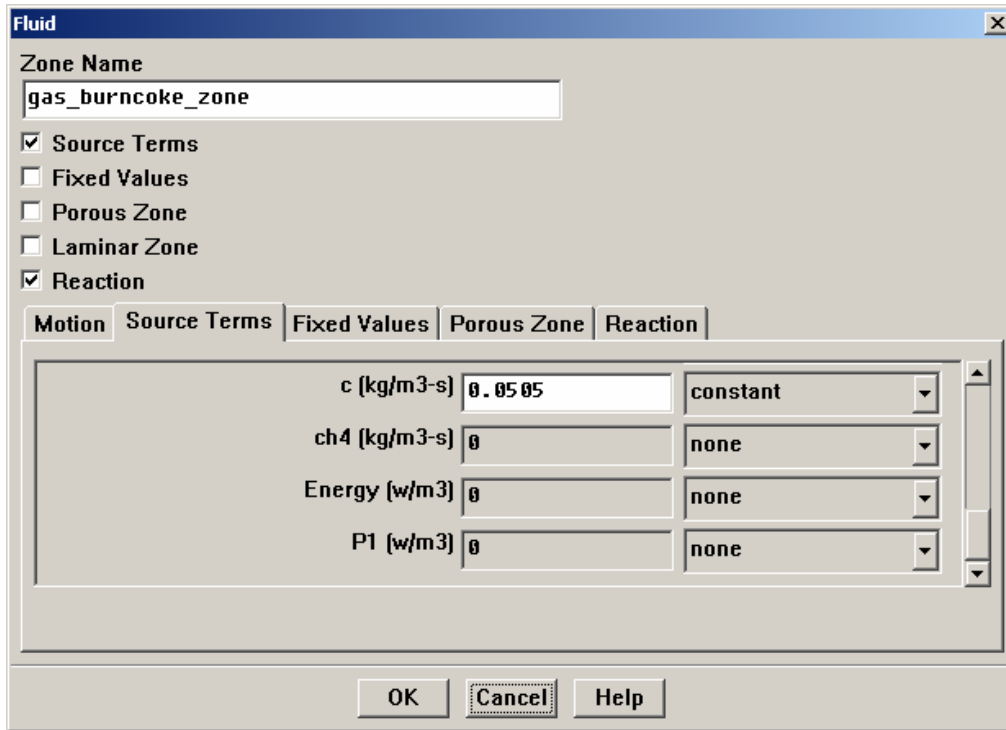 Fluid
Zone Name
gas_burncoke_zone
Source Terms
Fixed Values
Porous Zone
Laminar Zone
Reaction
Motion Source Terms Fixed Values Porous Zone Reaction
c (kg/m3-s) 0.0505 constant
ch4 (kg/m3-s) 0 none
Energy (w/m3) 0 none
P1 (w/m3) 0 none
OK Cancel Help